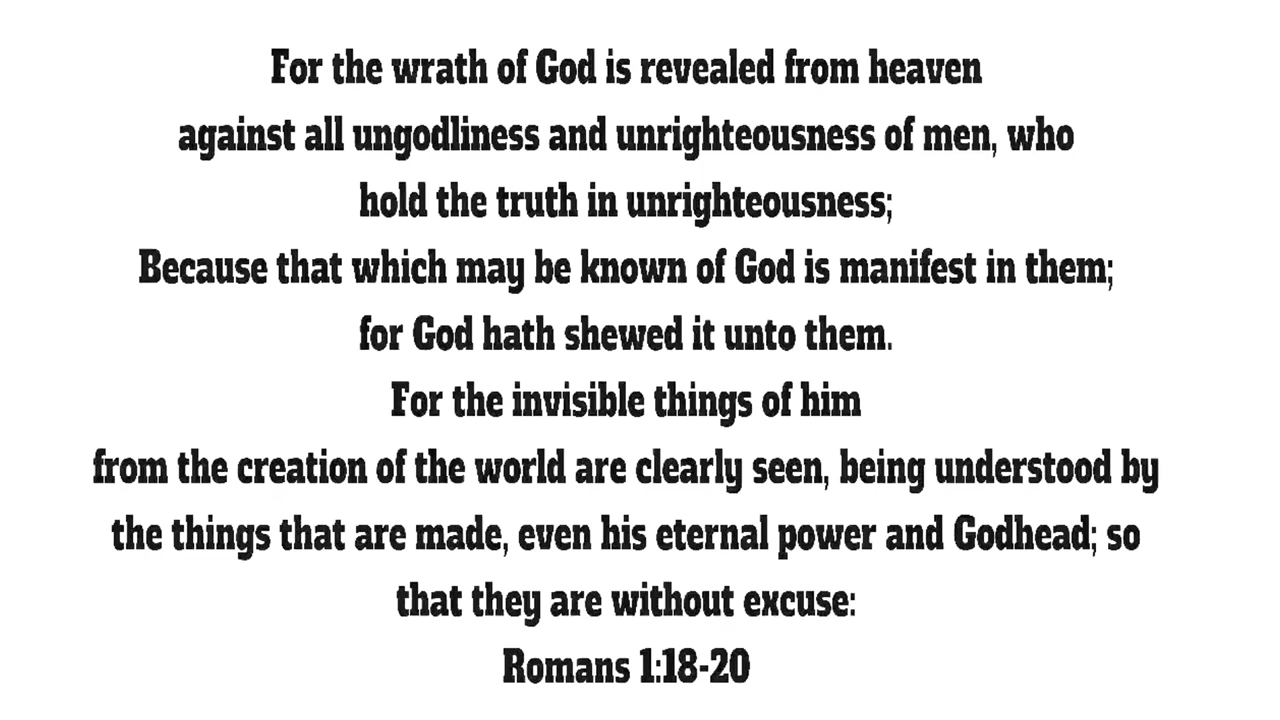 For the wrath of God is revealed from heaven
against all ungodliness and unrighteousness of men, who
hold the truth in unrighteousness;
Because that which may be known of God is manifest in them;
for God hath shewed it unto them.
For the invisible things of him
from the creation of the world are clearly seen, being understood by
the things that are made, even his eternal power and Godhead; so
that they are without excuse:
Romans 1:18-20